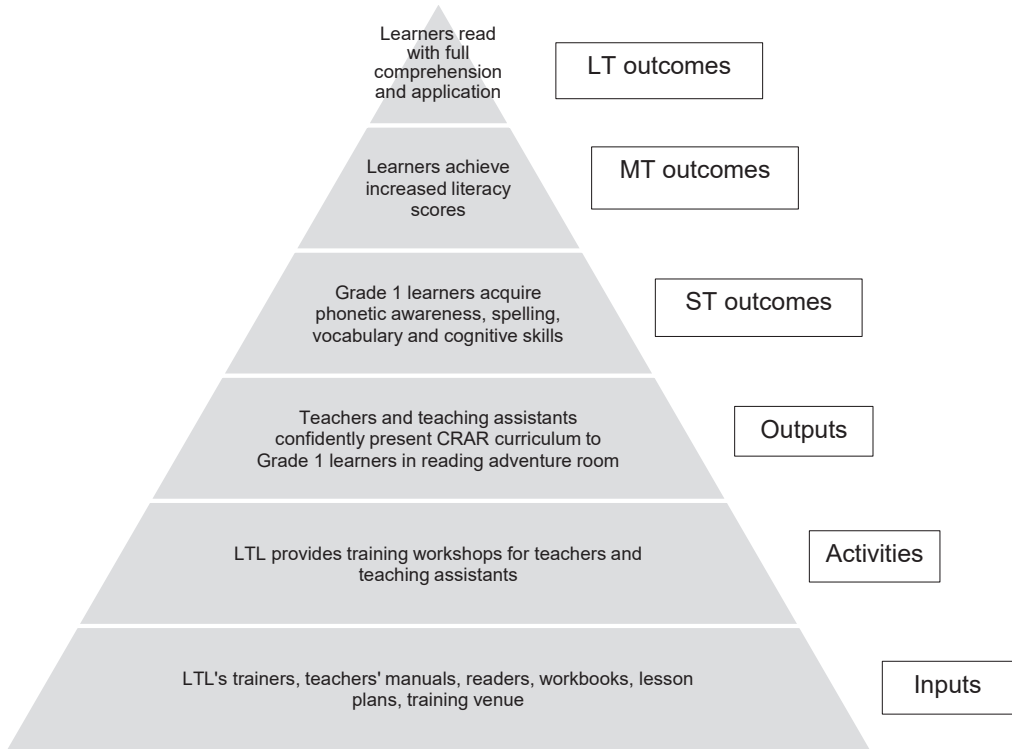 Learners read
with full
comprehension
and application
LT outcomes
Learners achieve
increased literacy
scores
MT outcomes
Grade 1 learners acquire
phonetic awareness, spelling,
vocabulary and cognitive skills
ST outcomes
Teachers and teaching assistants
confidently present CRAR curriculum to
Grade 1 learners in reading adventure room
Outputs
LTL provides training workshops for teachers and
teaching assistants
Activities
LTL's trainers, teachers' manuals, readers, workbooks, lesson
plans, training venue
Inputs